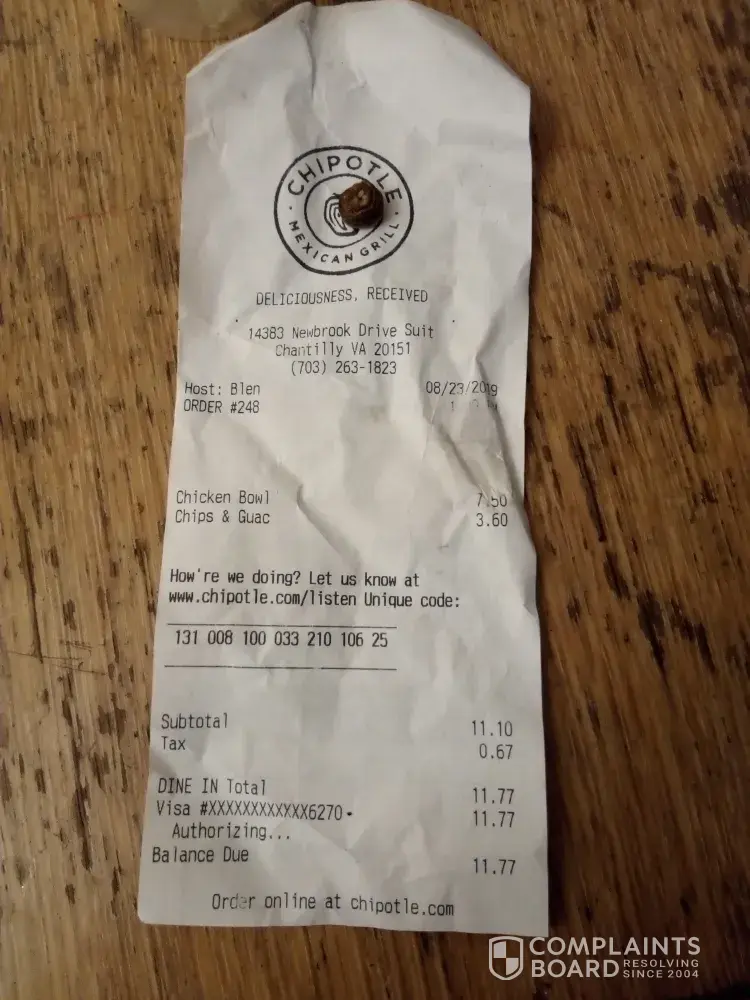 CHIPOTLE
MEXICAN GRILL
DELICIOUSNESS, RECEIVED
14383 Newbrook Drive Suit
Chantilly VA 20151
(703) 263-1823
Host: Blen 08/23/2019
ORDER #248
Chicken Bowl 7.50
Chips & Guac 3.60
How're we doing? Let us know at
www.chipotle.com/listen Unique code:
131 008 100 033 210 106 25
Subtotal 11.10
Tax 0.67
DINE IN Total 11.77
Visa #XXXXXXXXXXXX6270 11.77
Authorizing...
Balance Due 11.77
Order online at chipotle.com
COMPLAINTS
BOARD RESOLVING
SINCE 2004